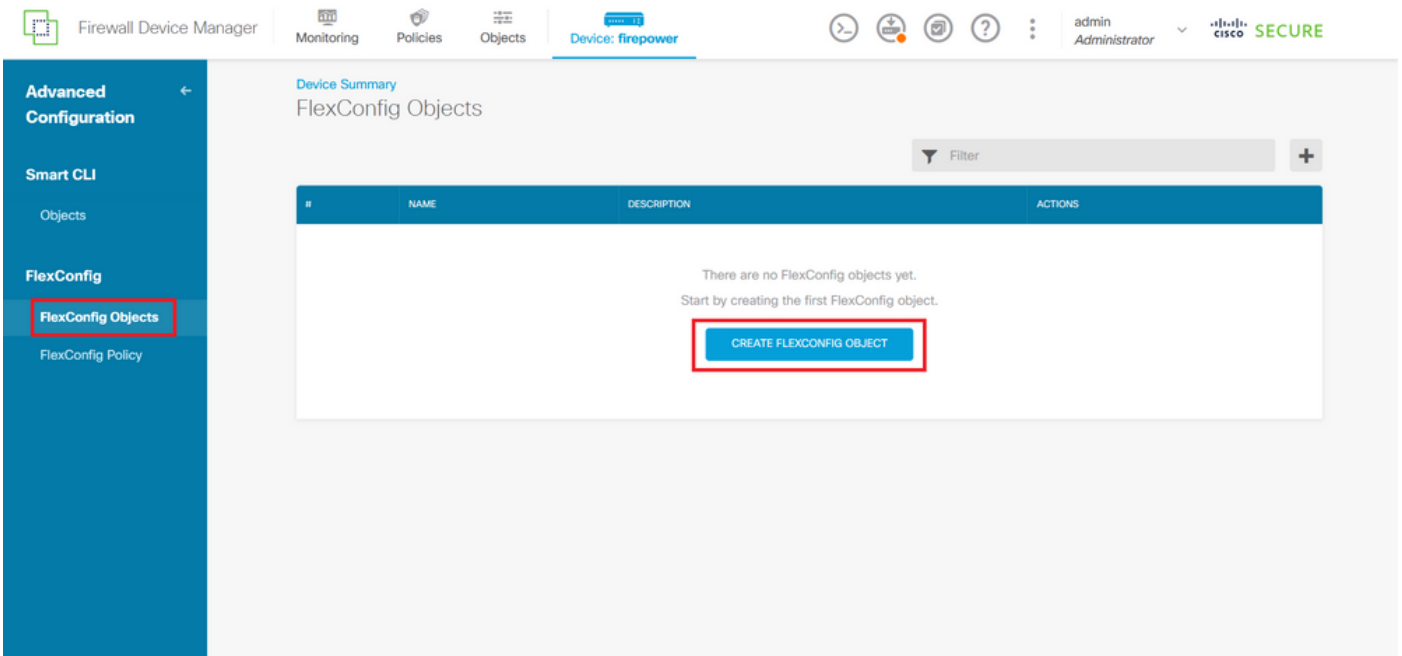 Firewall Device Manager
Monitoring
Policies
Objects
Device: firepower
admin
Administrator
cisco SECURE
Advanced
Configuration
Smart CLI
Objects
FlexConfig
FlexConfig Objects
FlexConfig Policy
Device Summary
FlexConfig Objects
Filter
# NAME DESCRIPTION ACTIONS
There are no FlexConfig objects yet.
Start by creating the first FlexConfig object.
CREATE FLEXCONFIG OBJECT